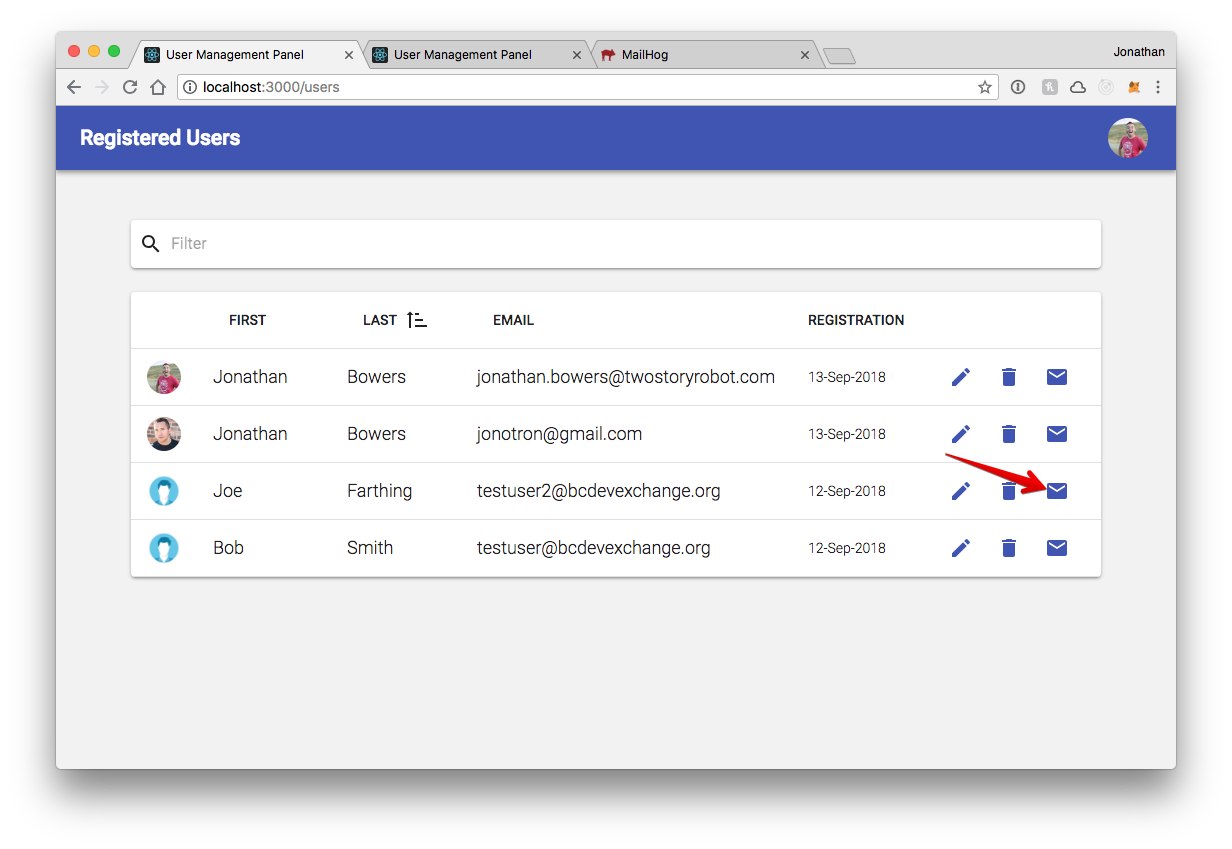 User Management Panel User Management Panel MailHog Jonathan
localhost:3000/users
Registered Users
Filter
FIRST LAST EMAIL REGISTRATION
Jonathan Bowers jonathan.bowers@twostoryrobot.com 13-Sep-2018
Jonathan Bowers jonotron@gmail.com 13-Sep-2018
Joe Farthing testuser2@bcdevexchange.org 12-Sep-2018
Bob Smith testuser@bcdevexchange.org 12-Sep-2018